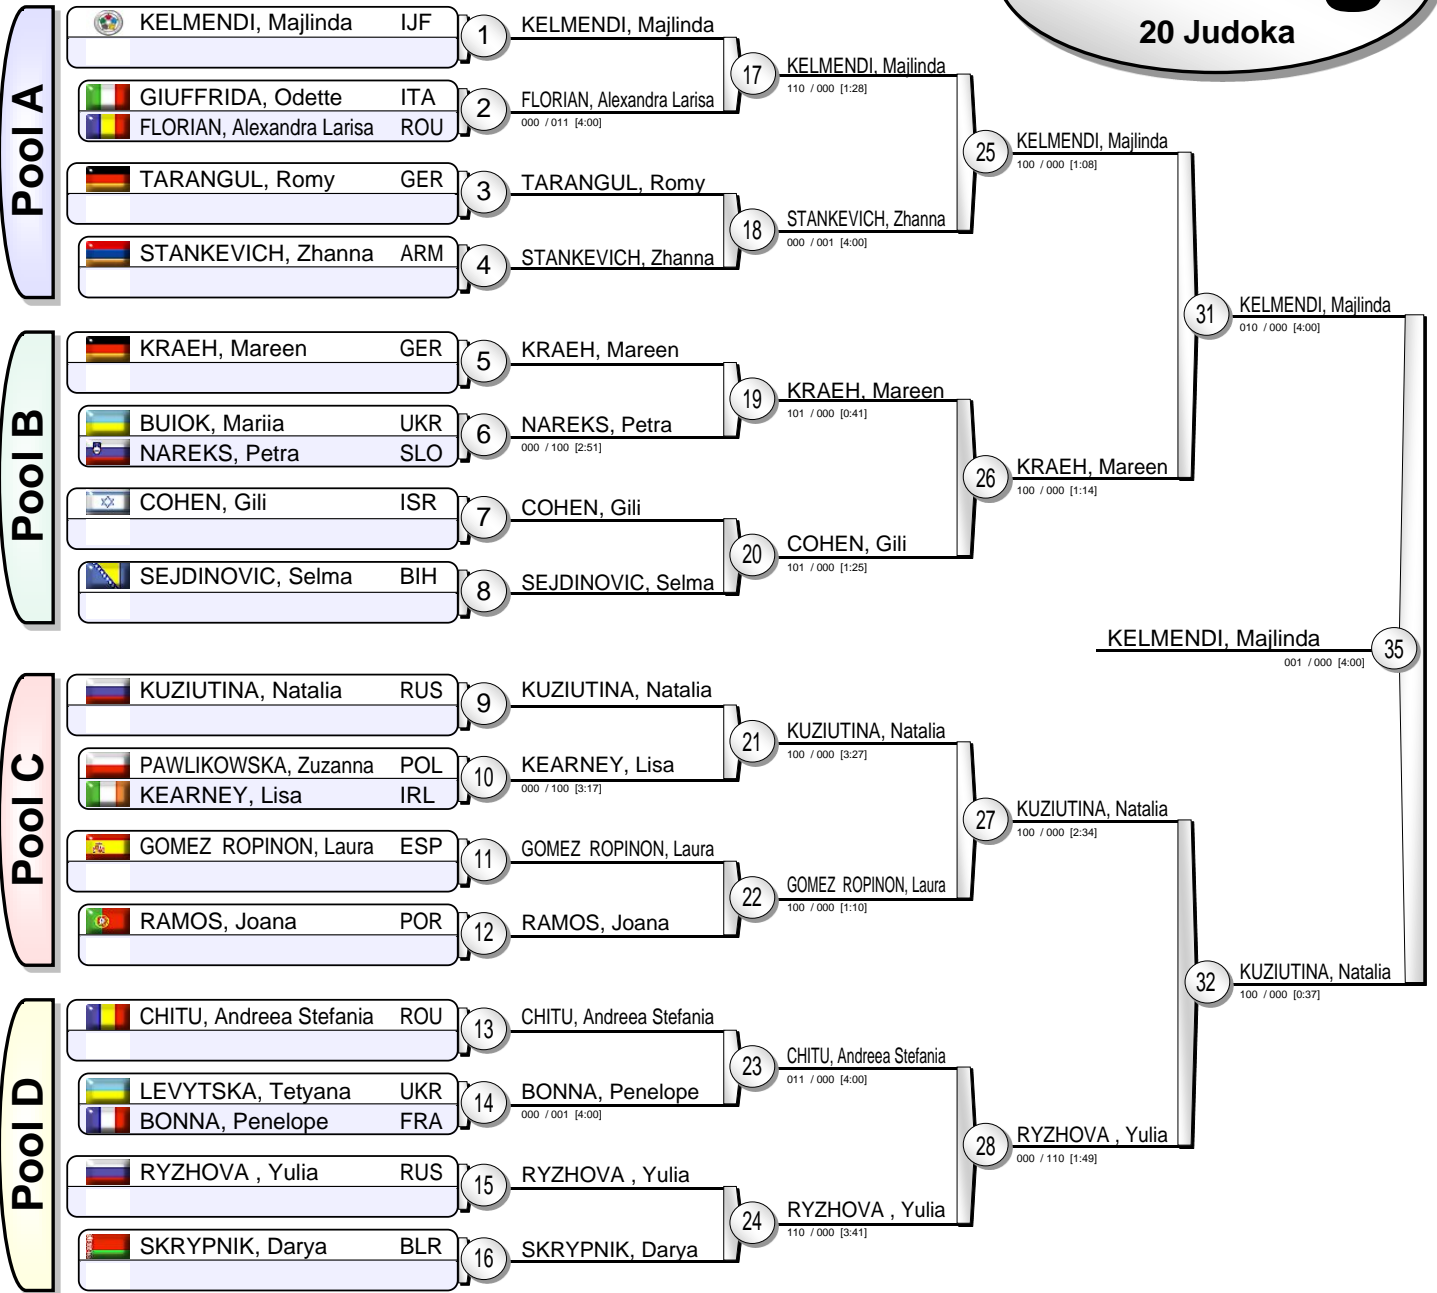 20 Judoka
Pool A
KELMENDI, Majlinda IJF
1
KELMENDI, Majlinda
GIUFFRIDA, Odette ITA
FLORIAN, Alexandra Larisa ROU
2
FLORIAN, Alexandra Larisa
000 / 011 [4:00]
17
KELMENDI, Majlinda
110 / 000 [1:28]
TARANGUL, Romy GER
3
TARANGUL, Romy
STANKEVICH, Zhanna ARM
4
STANKEVICH, Zhanna
18
STANKEVICH, Zhanna
000 / 001 [4:00]
25
KELMENDI, Majlinda
100 / 000 [1:08]
Pool B
KRAEH, Mareen GER
5
KRAEH, Mareen
BUIOK, Mariia UKR
NAREKS, Petra SLO
6
NAREKS, Petra
000 / 100 [2:51]
19
KRAEH, Mareen
101 / 000 [0:41]
COHEN, Gili ISR
7
COHEN, Gili
SEJDINOVIC, Selma BIH
8
SEJDINOVIC, Selma
20
COHEN, Gili
101 / 000 [1:25]
26
KRAEH, Mareen
100 / 000 [1:14]
31
KELMENDI, Majlinda
010 / 000 [4:00]
KELMENDI, Majlinda
001 / 000 [4:00]
35
Pool C
KUZIUTINA, Natalia RUS
9
KUZIUTINA, Natalia
PAWLIKOWSKA, Zuzanna POL
KEARNEY, Lisa IRL
10
KEARNEY, Lisa
000 / 100 [3:17]
21
KUZIUTINA, Natalia
100 / 000 [3:27]
GOMEZ ROPINON, Laura ESP
11
GOMEZ ROPINON, Laura
RAMOS, Joana POR
12
RAMOS, Joana
22
GOMEZ ROPINON, Laura
100 / 000 [1:10]
27
KUZIUTINA, Natalia
100 / 000 [2:34]
Pool D
CHITU, Andreea Stefania ROU
13
CHITU, Andreea Stefania
LEVYTSKA, Tetyana UKR
BONNA, Penelope FRA
14
BONNA, Penelope
000 / 001 [4:00]
23
CHITU, Andreea Stefania
011 / 000 [4:00]
RYZHOVA , Yulia RUS
15
RYZHOVA , Yulia
SKRYPNIK, Darya BLR
16
SKRYPNIK, Darya
24
RYZHOVA , Yulia
110 / 000 [3:41]
28
RYZHOVA , Yulia
000 / 110 [1:49]
32
KUZIUTINA, Natalia
100 / 000 [0:37]